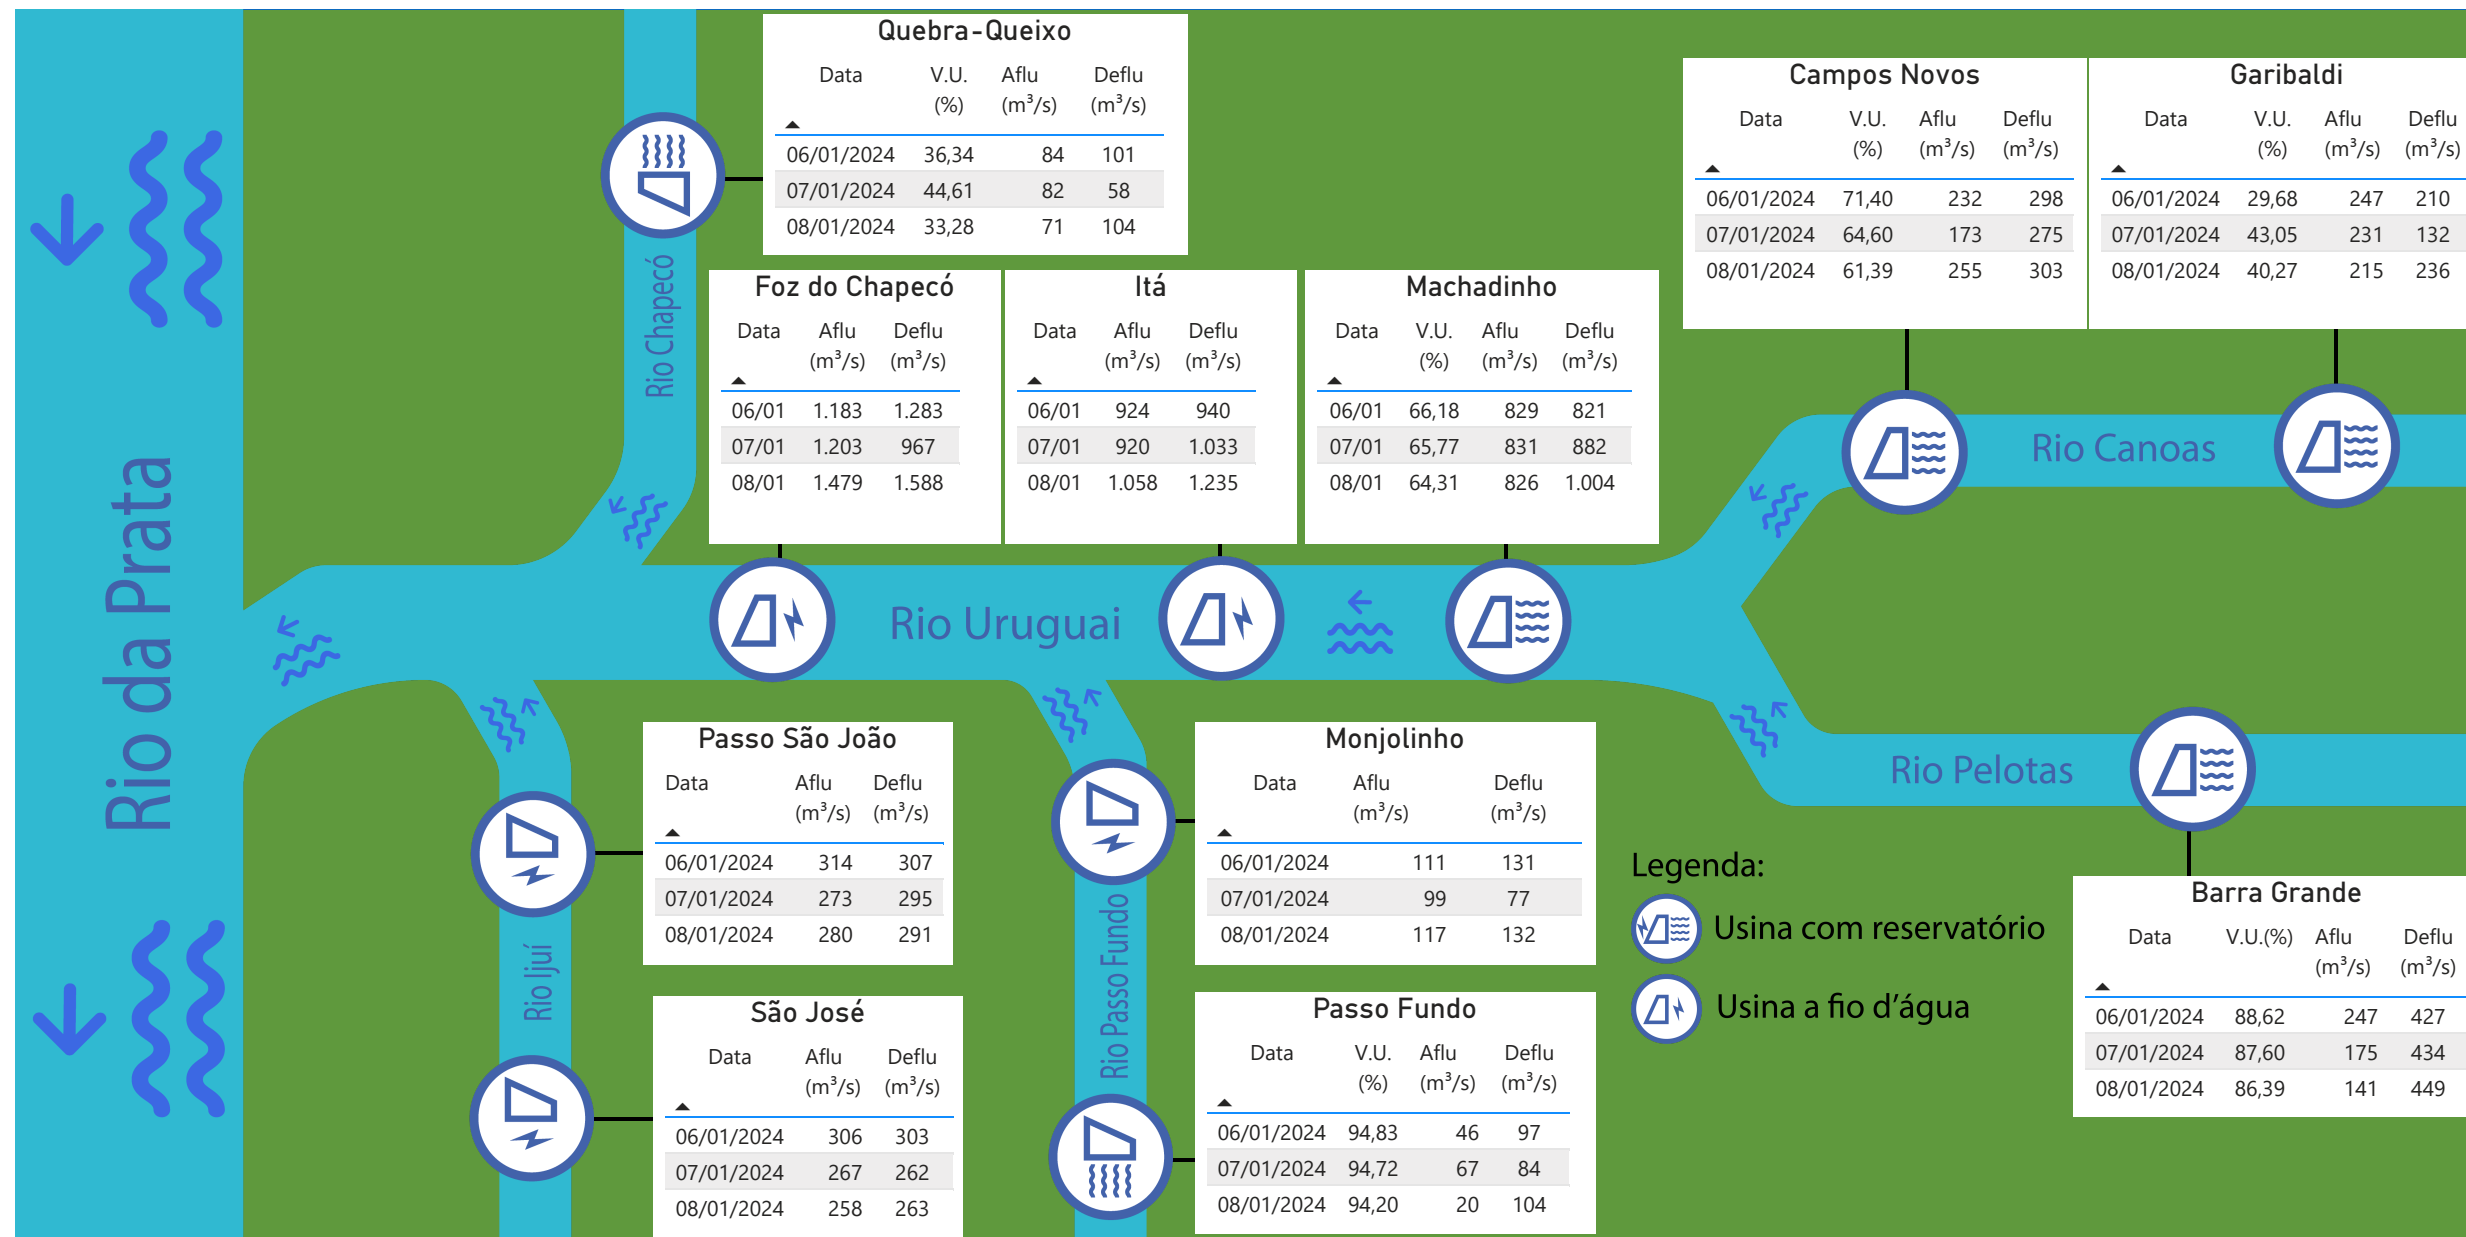 Quebra-Queixo
Data V.U. (%) Aflu (m³/s) Deflu (m³/s)
06/01/2024 36,34 84 101
07/01/2024 44,61 82 58
08/01/2024 33,28 71 104
Campos Novos
Data V.U. (%) Aflu (m³/s) Deflu (m³/s)
06/01/2024 71,40 232 298
07/01/2024 64,60 173 275
08/01/2024 61,39 255 303
Garibaldi
Data V.U. (%) Aflu (m³/s) Deflu (m³/s)
06/01/2024 29,68 247 210
07/01/2024 43,05 231 132
08/01/2024 40,27 215 236
Foz do Chapecó
Data Aflu (m³/s) Deflu (m³/s)
06/01 1.183 1.283
07/01 1.203 967
08/01 1.479 1.588
Itá
Data Aflu (m³/s) Deflu (m³/s)
06/01 924 940
07/01 920 1.033
08/01 1.058 1.235
Machadinho
Data V.U. (%) Aflu (m³/s) Deflu (m³/s)
06/01 66,18 829 821
07/01 65,77 831 882
08/01 64,31 826 1.004
Rio Chapecó
Rio Canoas
Rio da Prata
Rio Uruguai
Rio Pelotas
Passo São João
Data Aflu (m³/s) Deflu (m³/s)
06/01/2024 314 307
07/01/2024 273 295
08/01/2024 280 291
Monjolinho
Data Aflu (m³/s) Deflu (m³/s)
06/01/2024 111 131
07/01/2024 99 77
08/01/2024 117 132
Legenda:
Usina com reservatório
Usina a fio d'água
Barra Grande
Data V.U.(%) Aflu (m³/s) Deflu (m³/s)
06/01/2024 88,62 247 427
07/01/2024 87,60 175 434
08/01/2024 86,39 141 449
Rio Ijuí
Rio Passo Fundo
São José
Data Aflu (m³/s) Deflu (m³/s)
06/01/2024 306 303
07/01/2024 267 262
08/01/2024 258 263
Passo Fundo
Data V.U. (%) Aflu (m³/s) Deflu (m³/s)
06/01/2024 94,83 46 97
07/01/2024 94,72 67 84
08/01/2024 94,20 20 104